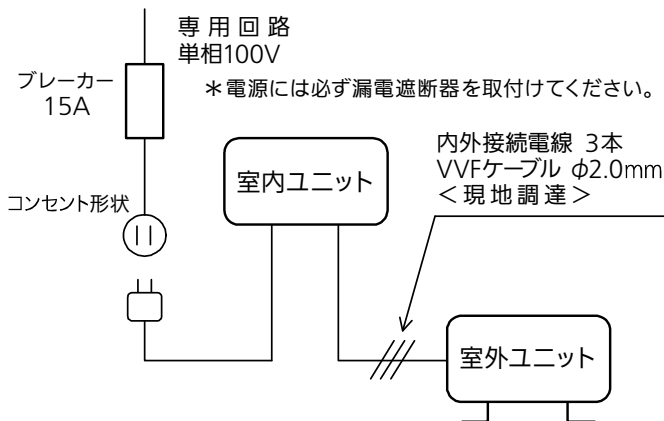 専用回路
単相100V
ブレーカー
15A
＊電源には必ず漏電遮断器を取付けてください。
内外接続電線 3本
VVFケーブル φ2.0mm
＜現地調達＞
室内ユニット
コンセント形状
室外ユニット